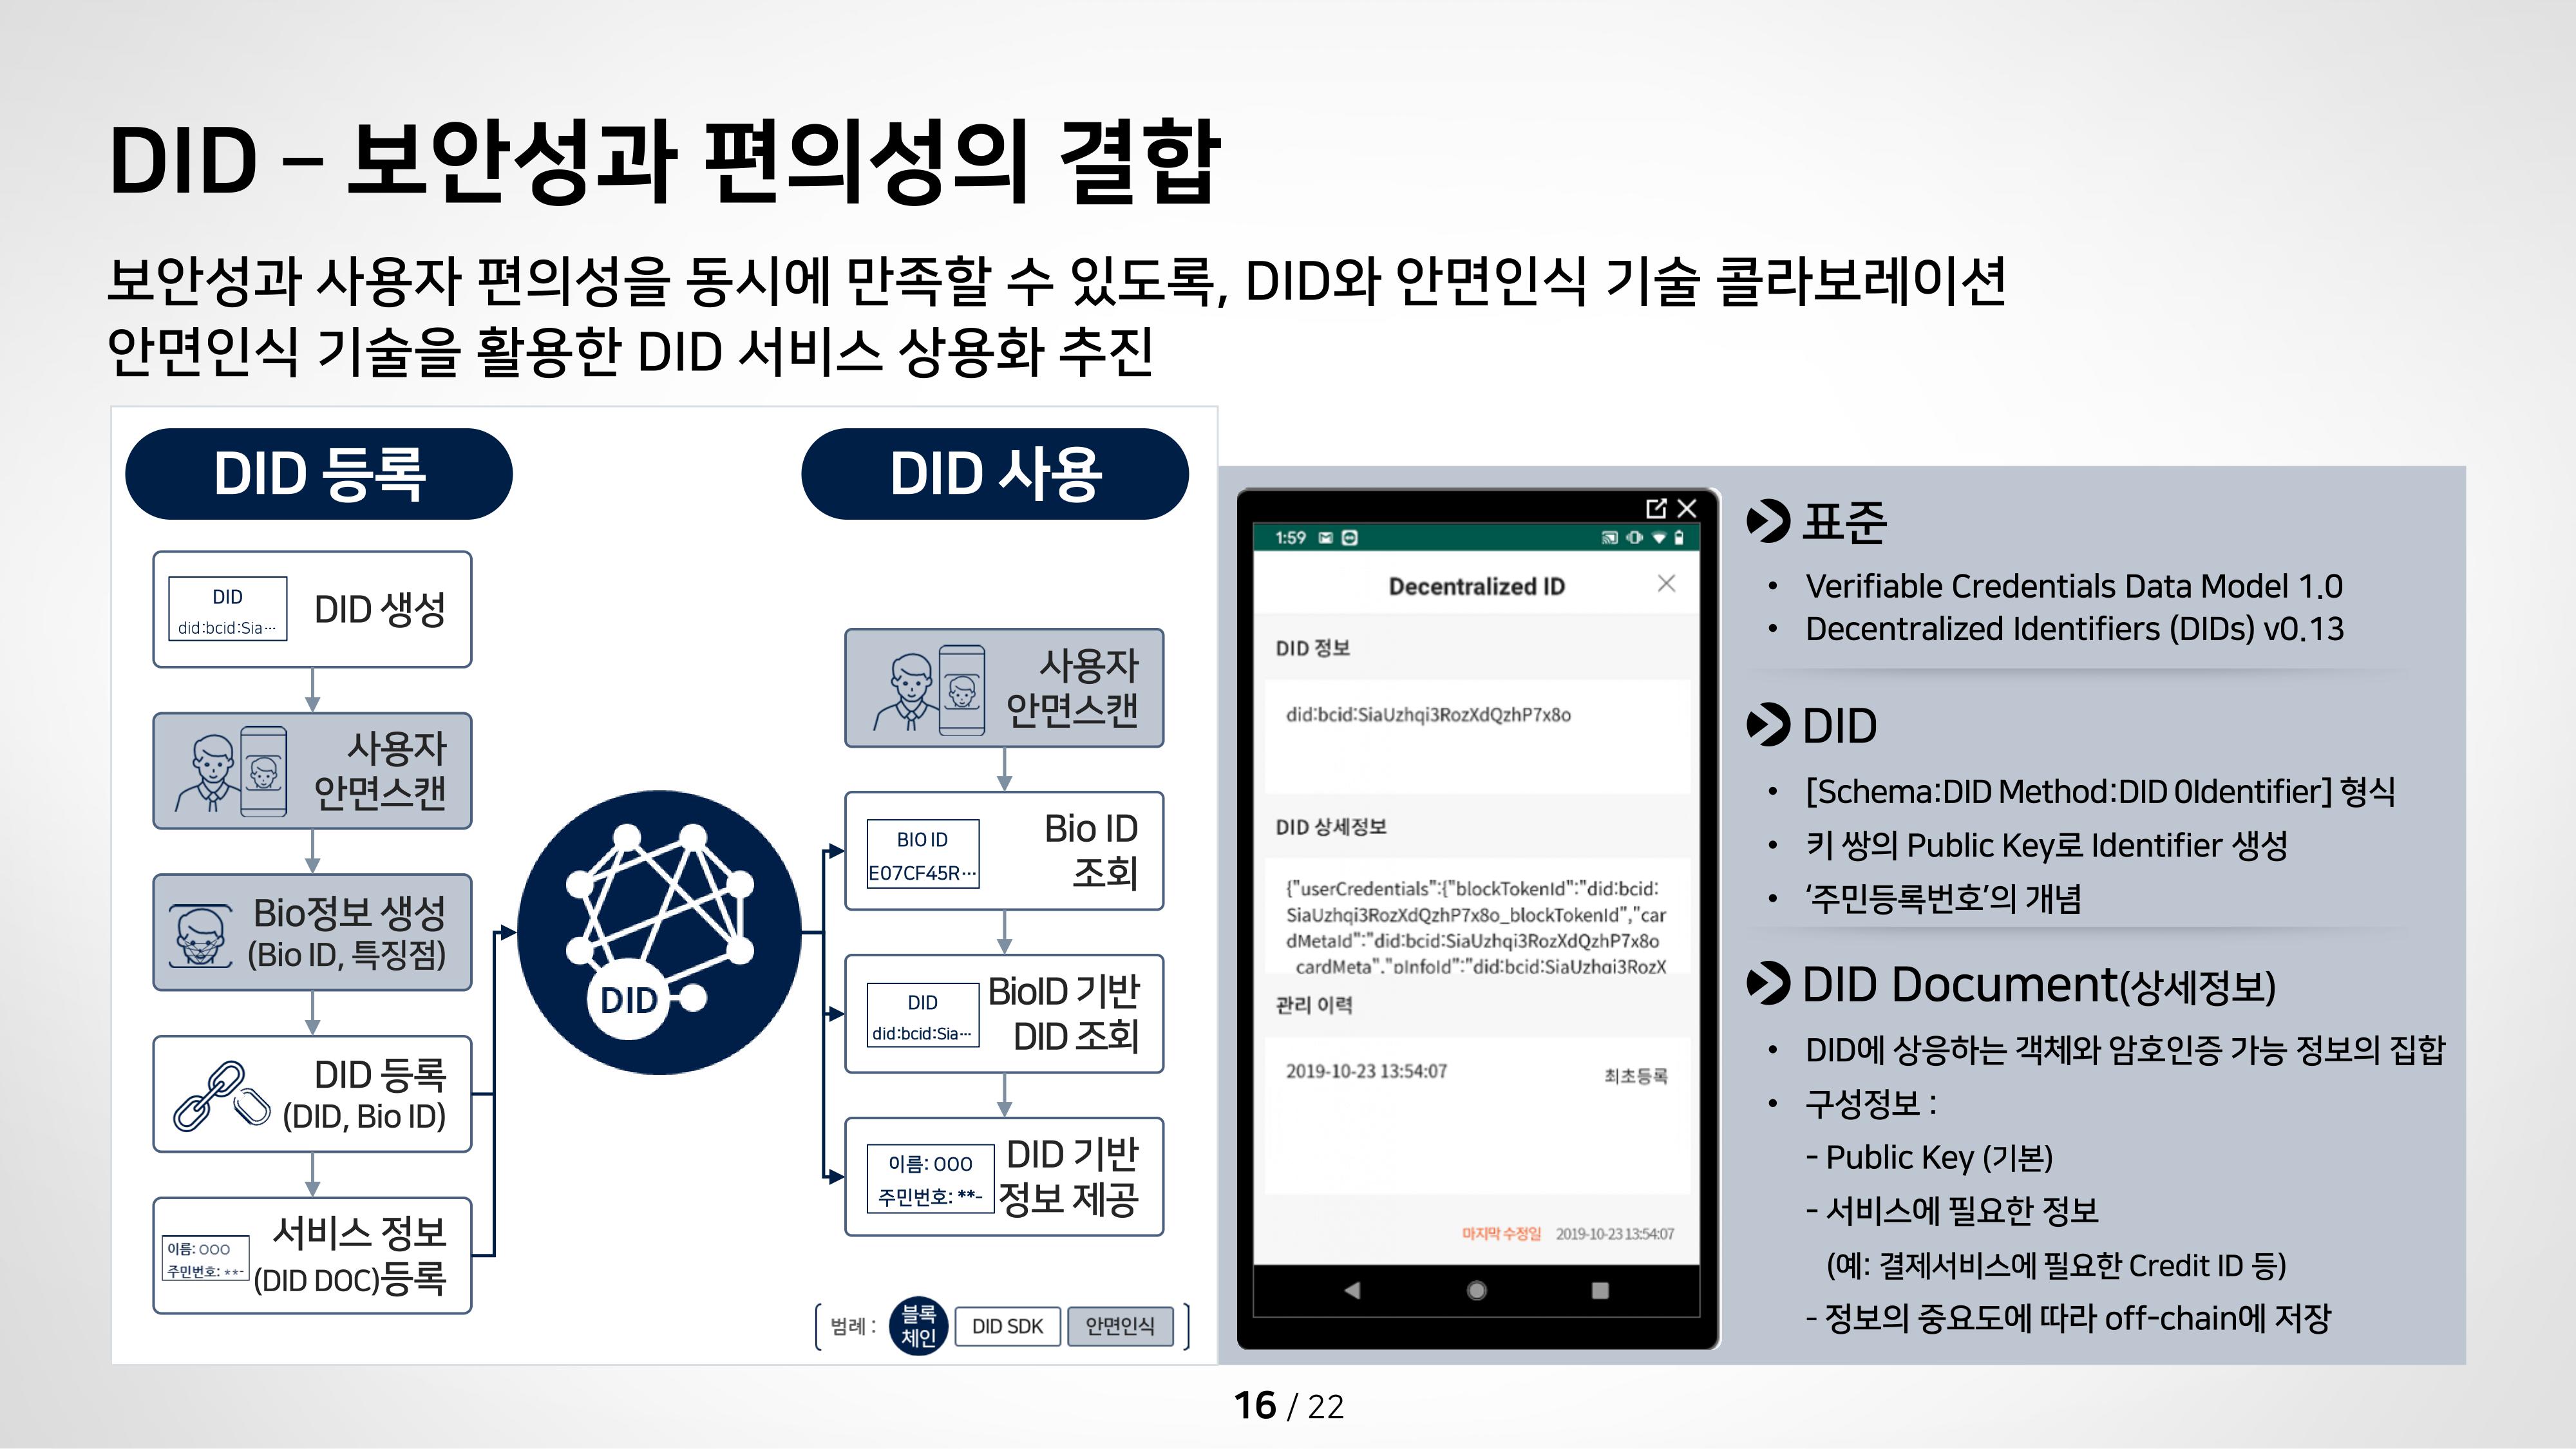 DID – 보안성과 편의성의 결합
보안성과 사용자 편의성을 동시에 만족할 수 있도록, DID와 안면인식 기술 콜라보레이션
안면인식 기술을 활용한 DID 서비스 상용화 추진
DID 등록
DID
did:bcid:Sia···
DID 생성
사용자
안면스캔
Bio정보 생성
(Bio ID, 특징점)
DID 등록
(DID, Bio ID)
이름: OOO
주민번호: **-
서비스 정보
(DID DOC)등록
DID
DID 사용
사용자
안면스캔
BIO ID
E07CF45R···
Bio ID
조회
DID
did:bcid:Sia···
BioID 기반
DID 조회
이름: OOO
주민번호: **-
DID 기반
정보 제공
범례 :
블록
체인
DID SDK
안면인식
1:59
Decentralized ID
DID 정보
did:bcid:SiaUzhqi3RozXdQzhP7x8o
DID 상세정보
{"userCredentials":{"blockTokenId":"did:bcid:
SiaUzhqi3RozXdQzhP7x8o_blockTokenId","car
dMetaId":"did:bcid:SiaUzhqi3RozXdQzhP7x8o
_cardMeta","pInfoId":"did:bcid:SiaUzhqi3RozX
관리 이력
2019-10-23 13:54:07
최초등록
마지막 수정일 2019-10-23 13:54:07
표준
• Verifiable Credentials Data Model 1.0
• Decentralized Identifiers (DIDs) v0.13
DID
• [Schema:DID Method:DID 0Identifier] 형식
• 키 쌍의 Public Key로 Identifier 생성
• ‘주민등록번호’의 개념
DID Document(상세정보)
• DID에 상응하는 객체와 암호인증 가능 정보의 집합
• 구성정보 :
- Public Key (기본)
- 서비스에 필요한 정보
(예: 결제서비스에 필요한 Credit ID 등)
- 정보의 중요도에 따라 off-chain에 저장
16 / 22